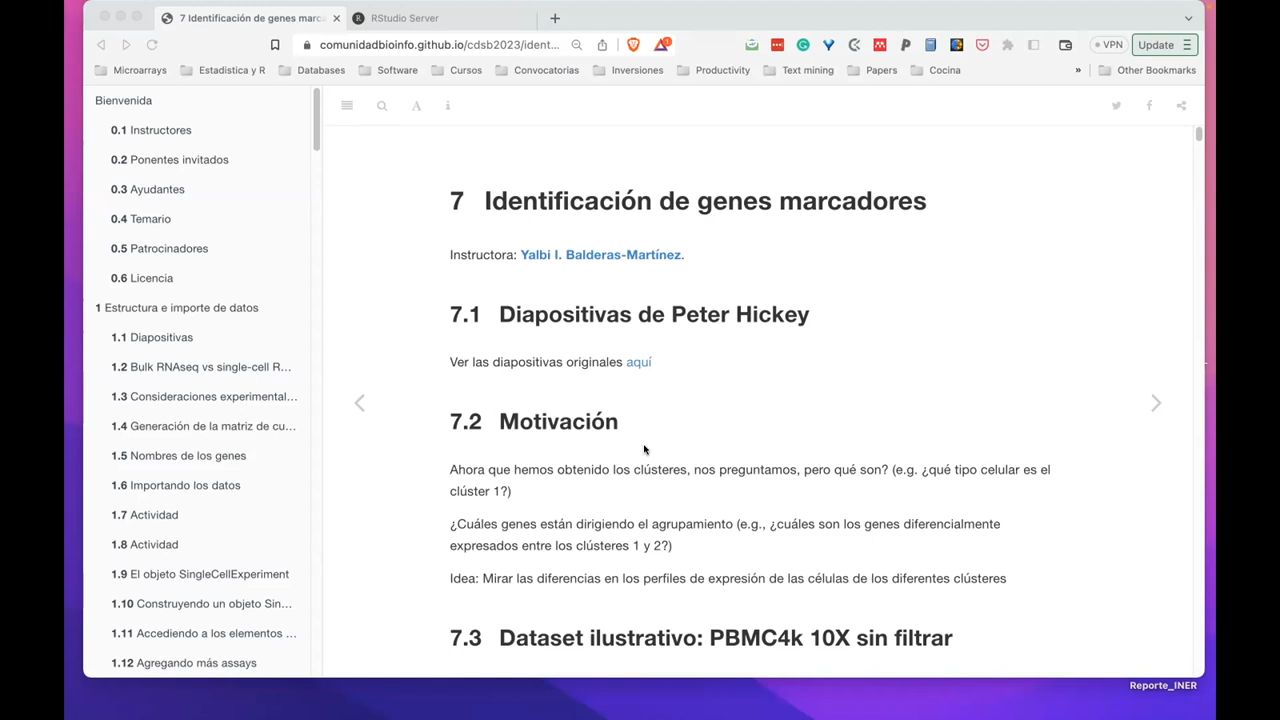 7 Identificación de genes marca
RStudio Server
comunidadbioinfo.github.io/cdsb2023/ident...
1
VPN
Update
Microarrays
Estadistica y R
Databases
Software
Cursos
Convocatorias
Inversiones
Productivity
Text mining
Papers
Cocina
»
Other Bookmarks
Bienvenida
0.1 Instructores
0.2 Ponentes invitados
0.3 Ayudantes
0.4 Temario
0.5 Patrocinadores
0.6 Licencia
1 Estructura e importe de datos
1.1 Diapositivas
1.2 Bulk RNAseq vs single-cell R...
1.3 Consideraciones experimental...
1.4 Generación de la matriz de cu...
1.5 Nombres de los genes
1.6 Importando los datos
1.7 Actividad
1.8 Actividad
1.9 El objeto SingleCellExperiment
1.10 Construyendo un objeto Sin...
1.11 Accediendo a los elementos ...
1.12 Agregando más assays
7 Identificación de genes marcadores
Instructora: Yalbi I. Balderas-Martínez.
7.1 Diapositivas de Peter Hickey
Ver las diapositivas originales aquí
7.2 Motivación
Ahora que hemos obtenido los clústeres, nos preguntamos, pero qué son? (e.g. ¿qué tipo celular es el
clúster 1?)
¿Cuáles genes están dirigiendo el agrupamiento (e.g., ¿cuáles son los genes diferencialmente
expresados entre los clústeres 1 y 2?)
Idea: Mirar las diferencias en los perfiles de expresión de las células de los diferentes clústeres
7.3 Dataset ilustrativo: PBMC4k 10X sin filtrar
Reporte_INER